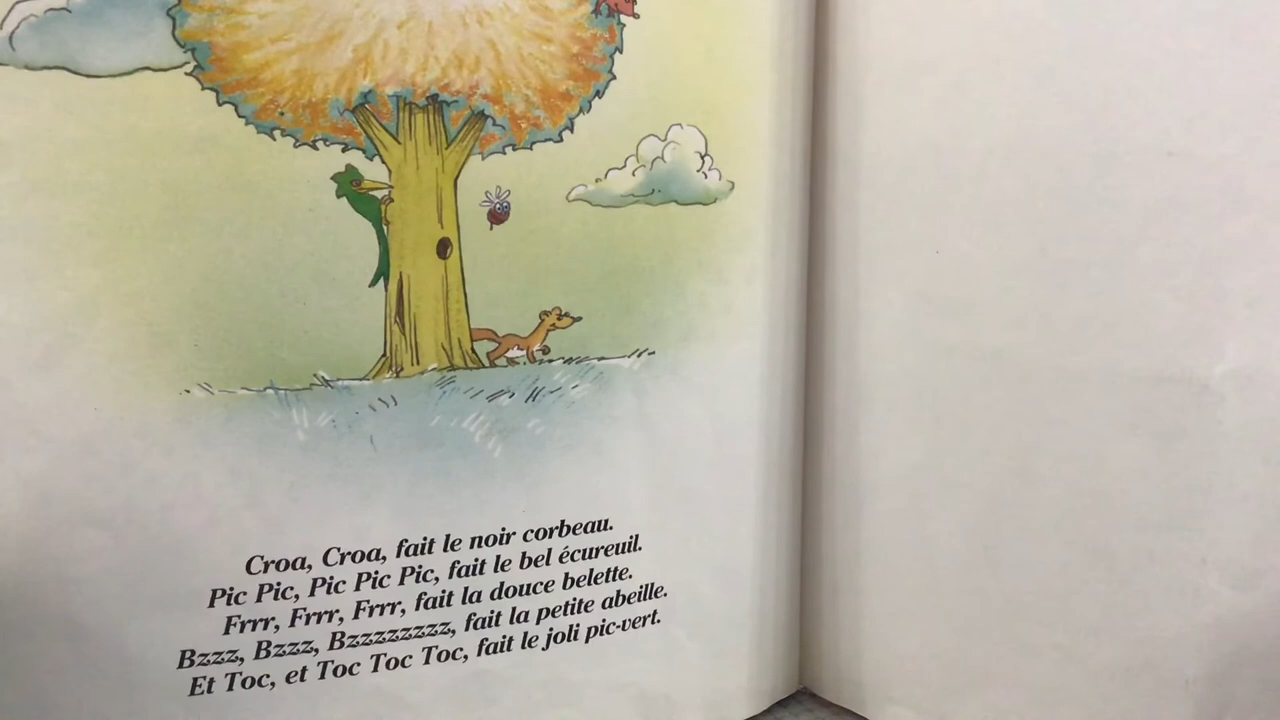 Croa, Croa, fait le noir corbeau.
Pic Pic, Pic Pic Pic, fait le bel écureuil.
Frrr, Frrr, Frrr, fait la douce belette.
Bzzz, Bzzz, Bzzzzzzzz, fait la petite abeille.
Et Toc, et Toc Toc Toc, fait le joli pic-vert.